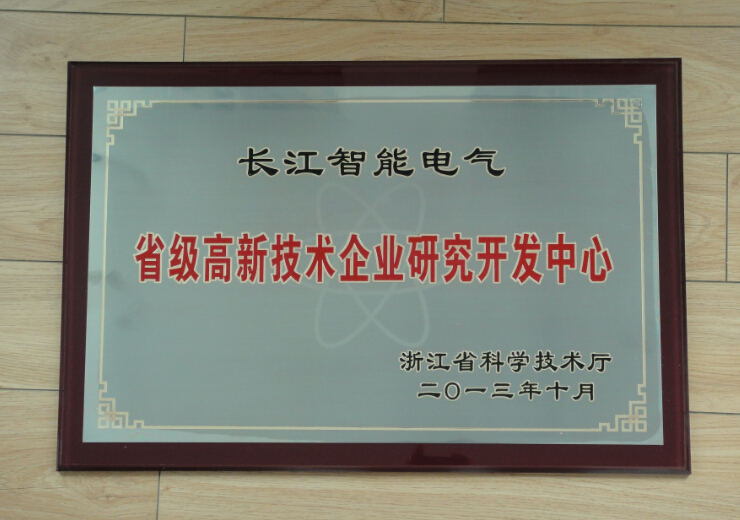 长江智能电气
省级高新技术企业研究开发中心
浙江省科学技术厅
二〇一三年十月